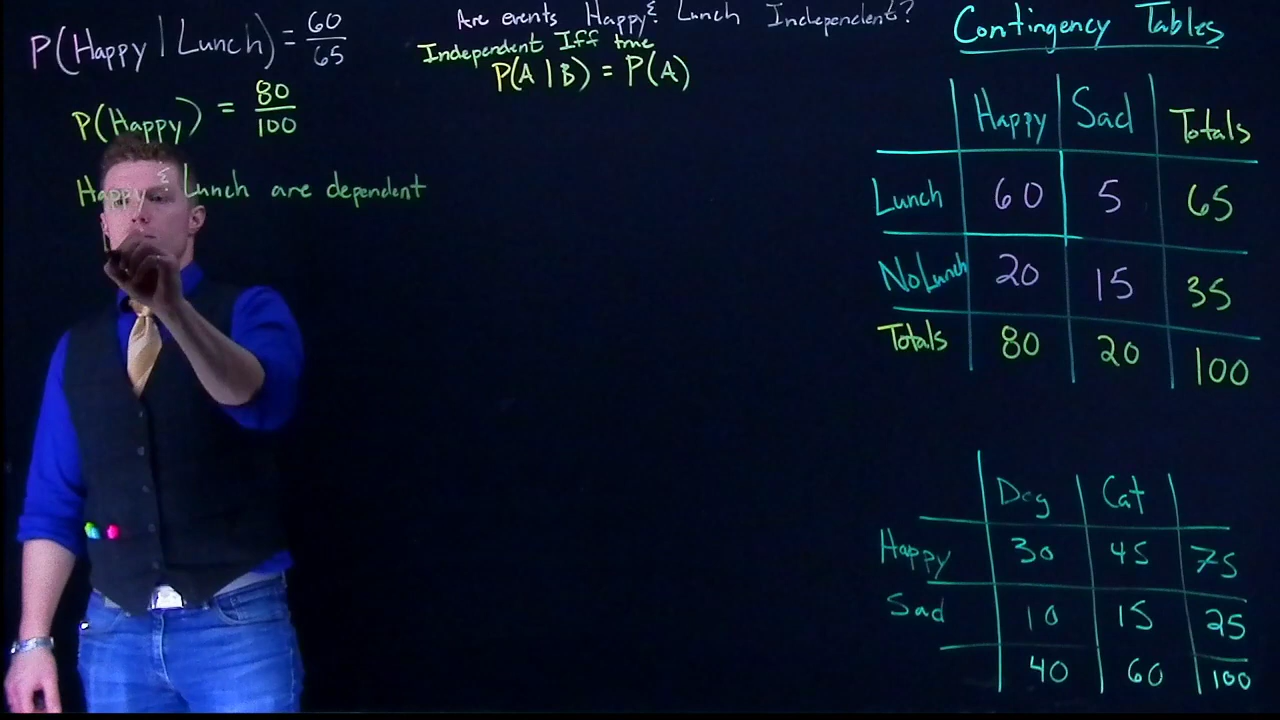 P(Happy | Lunch) = 60/65
P(Happy) = 80/100
Happy & Lunch are dependent
Are events Happy & Lunch Independent?
Independent Iff true
P(A | B) = P(A)
Contingency Tables
Happy Sad Totals
Lunch 60 5 65
No Lunch 20 15 35
Totals 80 20 100
Dog Cat
Happy 30 45 75
Sad 10 15 25
40 60 100